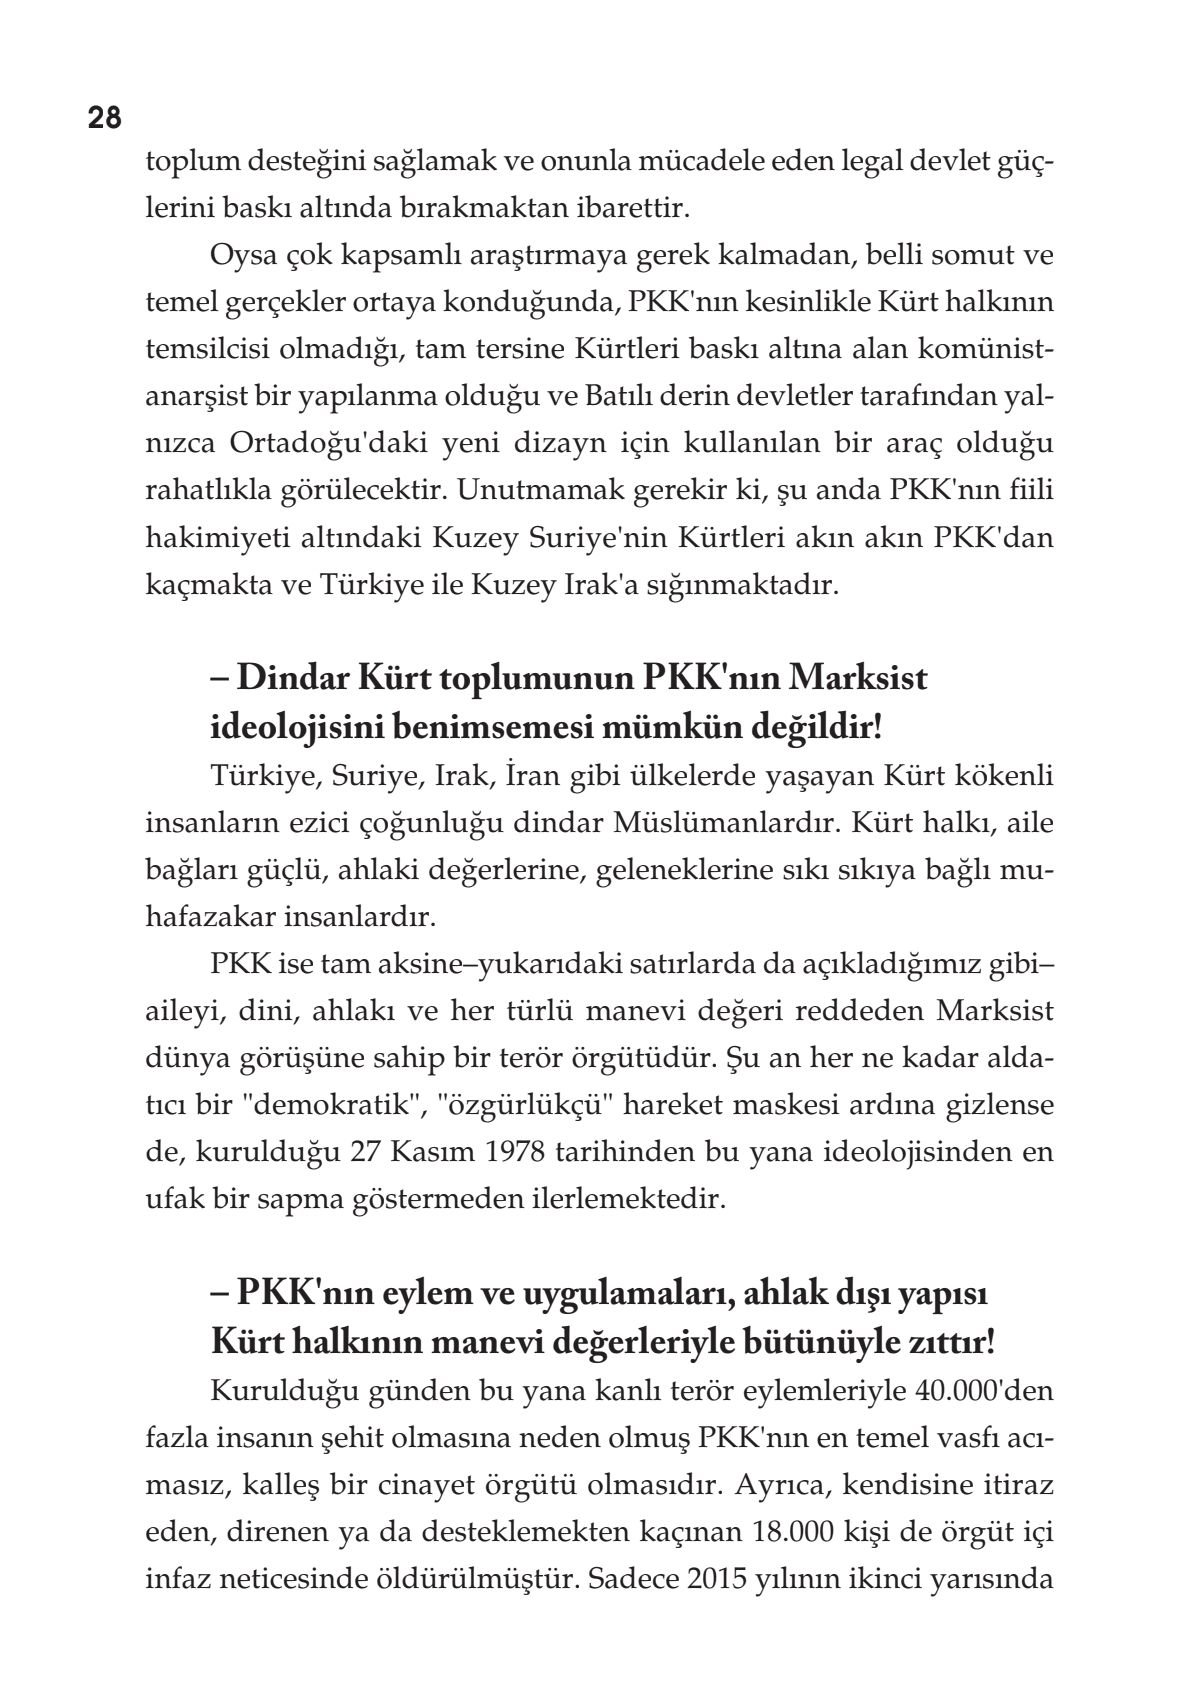 28
toplum desteğini sağlamak ve onunla mücadele eden legal devlet güç-
lerini baskı altında bırakmaktan ibarettir.
Oysa çok kapsamlı araştırmaya gerek kalmadan, belli somut ve
temel gerçekler ortaya konduğunda, PKK'nın kesinlikle Kürt halkının
temsilcisi olmadığı, tam tersine Kürtleri baskı altına alan komünist-
anarşist bir yapılanma olduğu ve Batılı derin devletler tarafından yal-
nızca Ortadoğu'daki yeni dizayn için kullanılan bir araç olduğu
rahatlıkla görülecektir. Unutmamak gerekir ki, şu anda PKK'nın fiili
hakimiyeti altındaki Kuzey Suriye'nin Kürtleri akın akın PKK'dan
kaçmakta ve Türkiye ile Kuzey Irak'a sığınmaktadır.
– Dindar Kürt toplumunun PKK'nın Marksist
ideolojisini benimsemesi mümkün değildir!
Türkiye, Suriye, Irak, İran gibi ülkelerde yaşayan Kürt kökenli
insanların ezici çoğunluğu dindar Müslümanlardır. Kürt halkı, aile
bağları güçlü, ahlaki değerlerine, geleneklerine sıkı sıkıya bağlı mu-
hafazakar insanlardır.
PKK ise tam aksine–yukarıdaki satırlarda da açıkladığımız gibi–
aileyi, dini, ahlakı ve her türlü manevi değeri reddeden Marksist
dünya görüşüne sahip bir terör örgütüdür. Şu an her ne kadar alda-
tıcı bir "demokratik", "özgürlükçü" hareket maskesi ardına gizlense
de, kurulduğu 27 Kasım 1978 tarihinden bu yana ideolojisinden en
ufak bir sapma göstermeden ilerlemektedir.
– PKK'nın eylem ve uygulamaları, ahlak dışı yapısı
Kürt halkının manevi değerleriyle bütünüyle zıttır!
Kurulduğu günden bu yana kanlı terör eylemleriyle 40.000'den
fazla insanın şehit olmasına neden olmuş PKK'nın en temel vasfı acı-
masız, kalleş bir cinayet örgütü olmasıdır. Ayrıca, kendisine itiraz
eden, direnen ya da desteklemekten kaçınan 18.000 kişi de örgüt içi
infaz neticesinde öldürülmüştür. Sadece 2015 yılının ikinci yarısında